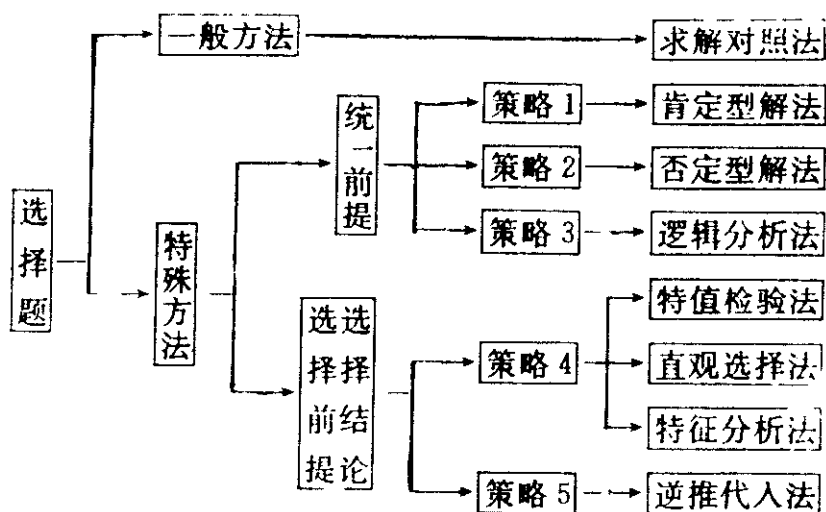 一般方法
求解对照法
统一前提
策略1
肯定型解法
策略2
否定型解法
策略3
逻辑分析法
选择题
特殊方法
选择前提
选择结论
策略4
特值检验法
直观选择法
特征分析法
策略5
逆推代入法